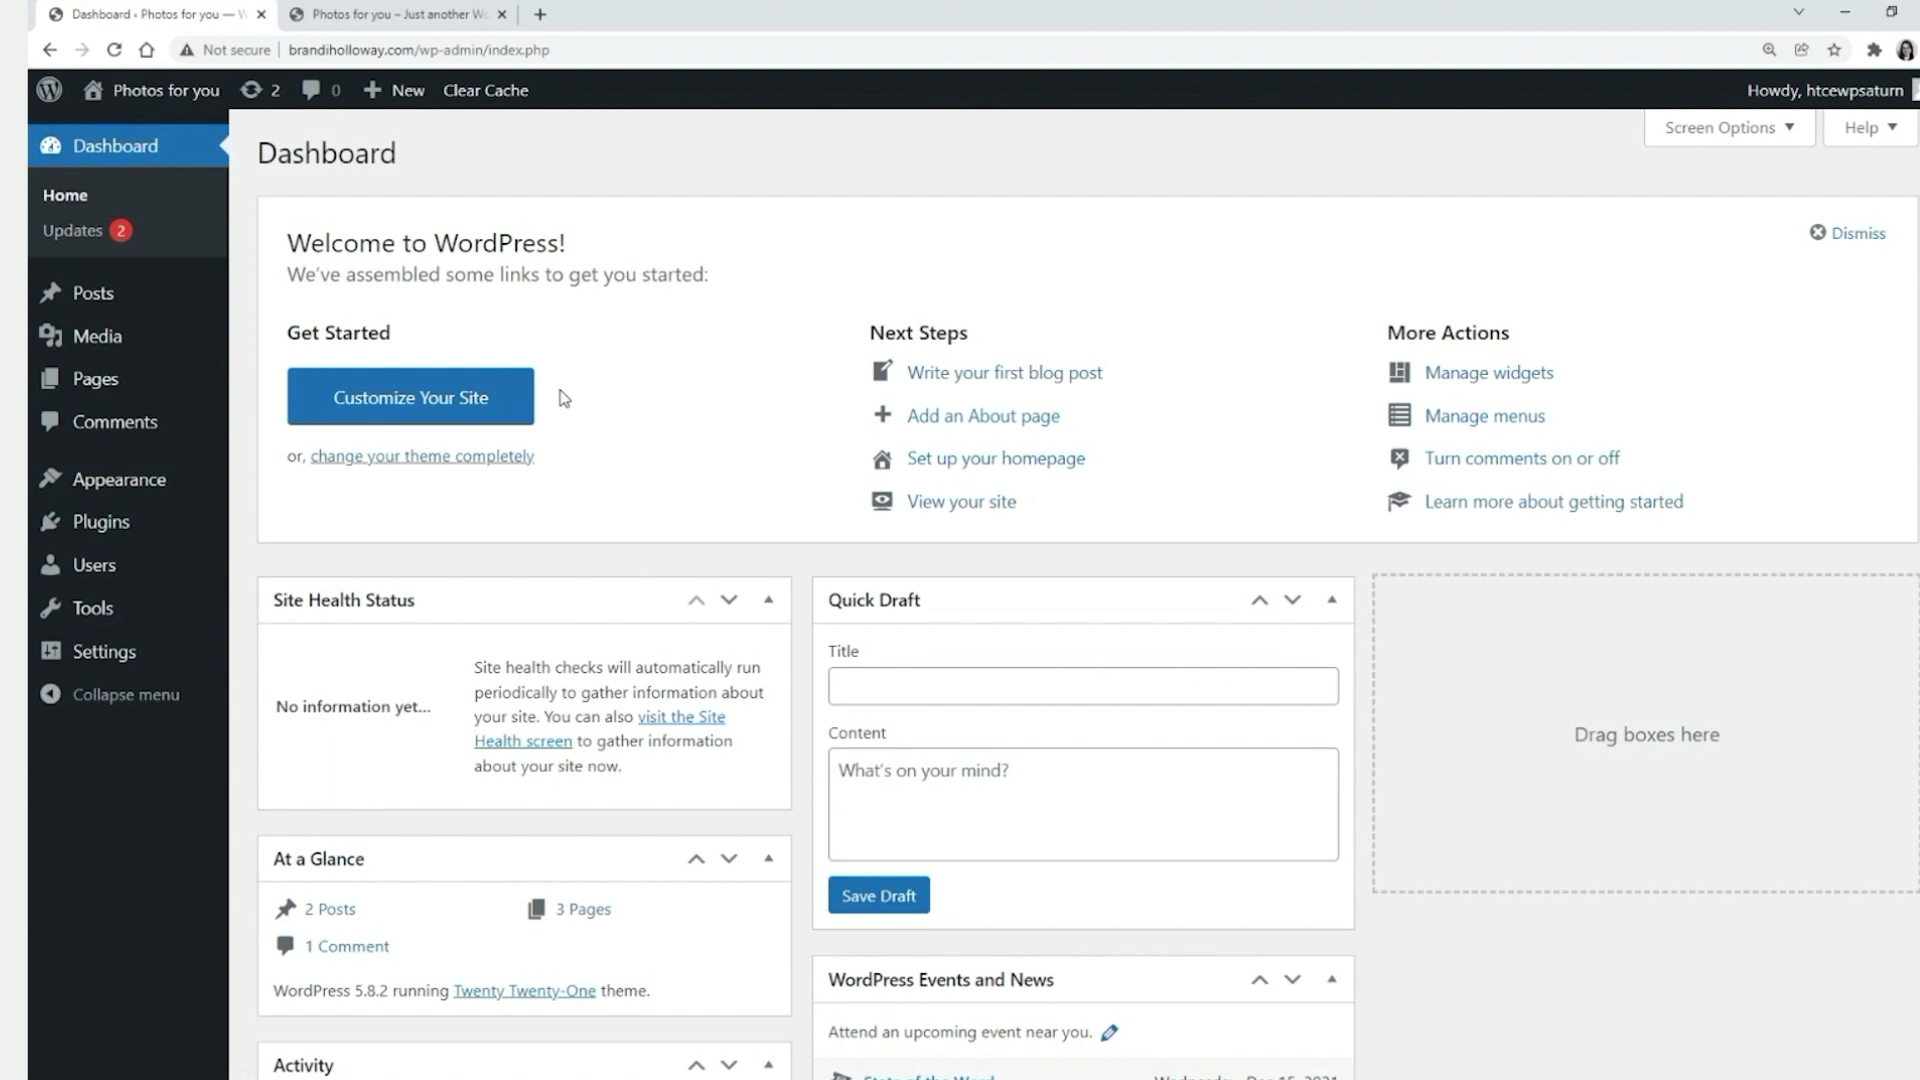 Dashboard ‹ Photos for you — W
Photos for you – Just another Wo
Not secure
brandiholloway.com/wp-admin/index.php
Photos for you
2
0
New
Clear Cache
Howdy, htcewpsaturn
Dashboard
Home
Updates 2
Posts
Media
Pages
Comments
Appearance
Plugins
Users
Tools
Settings
Collapse menu
Screen Options
Help
Dashboard
Welcome to WordPress!
We've assembled some links to get you started:
Dismiss
Get Started
Customize Your Site
or, change your theme completely
Next Steps
Write your first blog post
Add an About page
Set up your homepage
View your site
More Actions
Manage widgets
Manage menus
Turn comments on or off
Learn more about getting started
Site Health Status
No information yet...
Site health checks will automatically run
periodically to gather information about
your site. You can also visit the Site
Health screen to gather information
about your site now.
At a Glance
2 Posts
3 Pages
1 Comment
WordPress 5.8.2 running Twenty Twenty-One theme.
Activity
Quick Draft
Title
Content
What's on your mind?
Save Draft
WordPress Events and News
Attend an upcoming event near you.
State of the Word
Wednesday, Dec 15, 2021
Drag boxes here